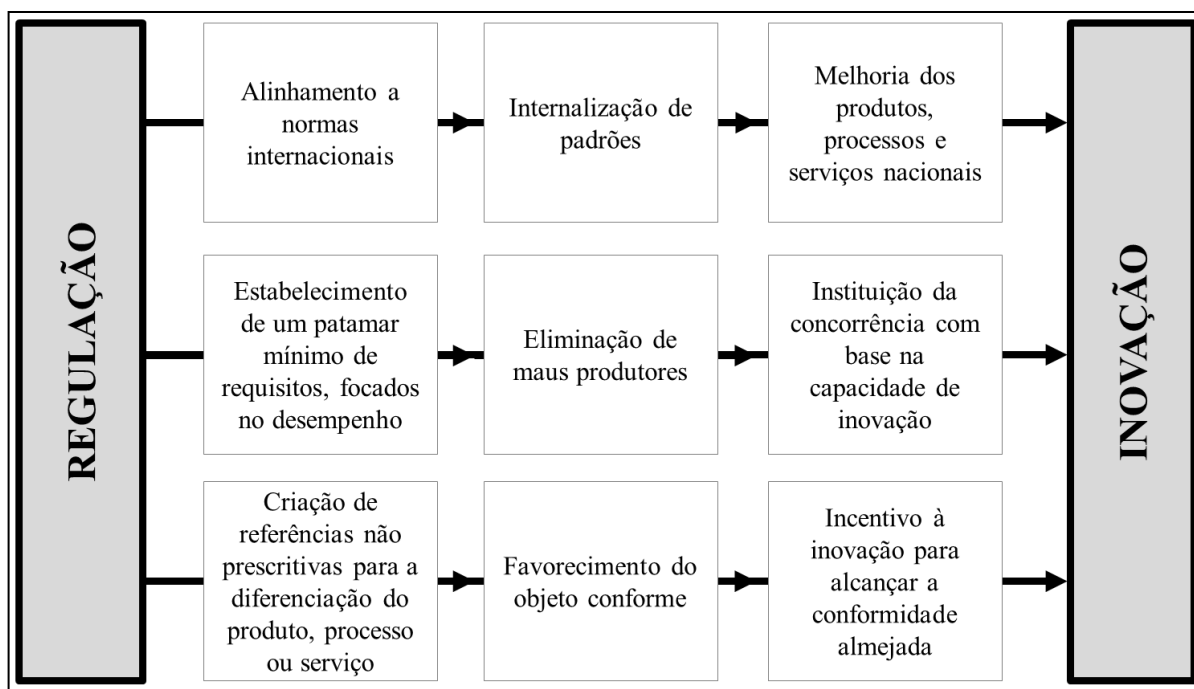 REGULAÇÃO
Alinhamento a
normas
internacionais
Internalização de
padrões
Melhoria dos
produtos,
processos e
serviços nacionais
Estabelecimento
de um patamar
mínimo de
requisitos, focados
no desempenho
Eliminação de
maus produtores
Instituição da
concorrência com
base na
capacidade de
inovação
Criação de
referências não
prescritivas para a
diferenciação do
produto, processo
ou serviço
Favorecimento do
objeto conforme
Incentivo à
inovação para
alcançar a
conformidade
almejada
INOVAÇÃO